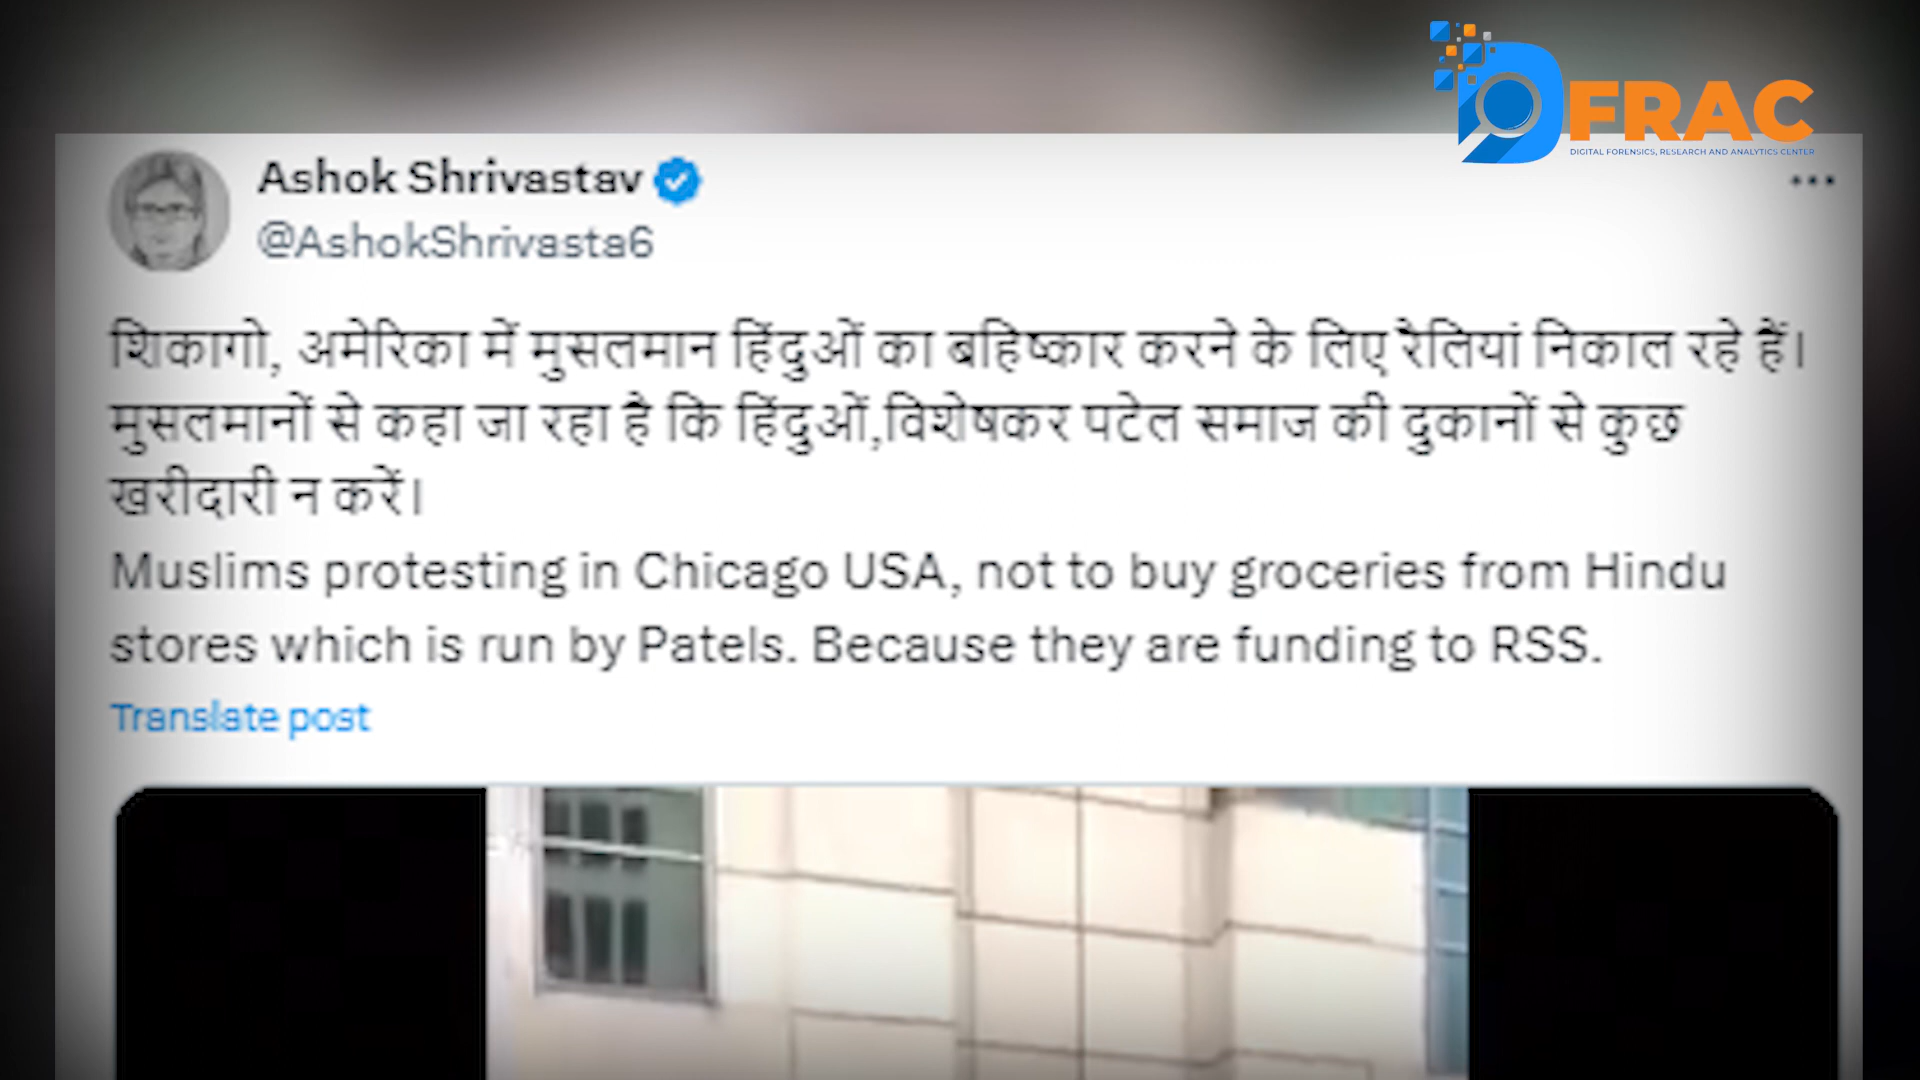 DFRAC
DIGITAL FORENSICS, RESEARCH AND ANALYTICS CENTER
Ashok Shrivastav
@AshokShrivasta6
शिकागो, अमेरिका में मुसलमान हिंदुओं का बहिष्कार करने के लिए रैलियां निकाल रहे हैं।
मुसलमानों से कहा जा रहा है कि हिंदुओं,विशेषकर पटेल समाज की दुकानों से कुछ
खरीदारी न करें।
Muslims protesting in Chicago USA, not to buy groceries from Hindu
stores which is run by Patels. Because they are funding to RSS.
Translate post